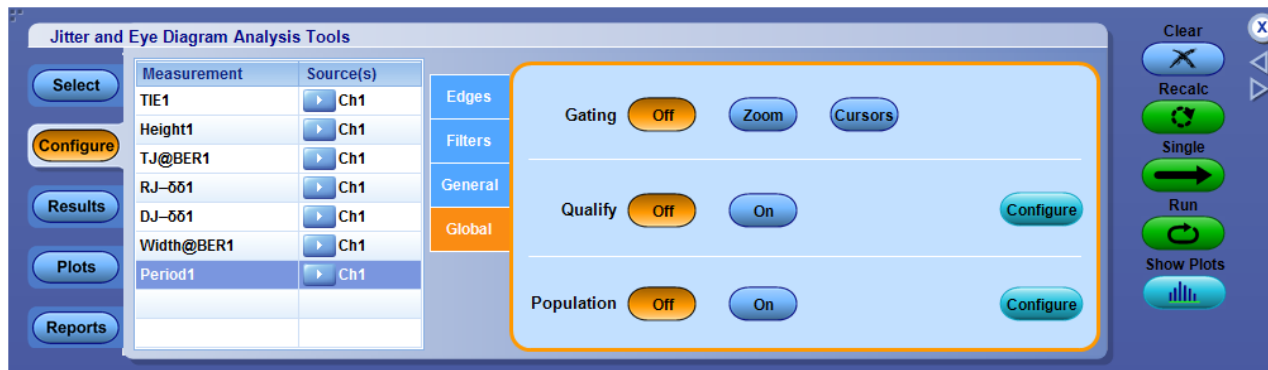 Jitter and Eye Diagram Analysis Tools
Select
Configure
Results
Plots
Reports
Measurement Source(s)
TIE1 Ch1
Height1 Ch1
TJ@BER1 Ch1
RJ–δδ1 Ch1
DJ–δδ1 Ch1
Width@BER1 Ch1
Period1 Ch1
Edges
Filters
General
Global
Gating Off Zoom Cursors
Qualify Off On Configure
Population Off On Configure
Clear
X
Recalc
Single
Run
Show Plots